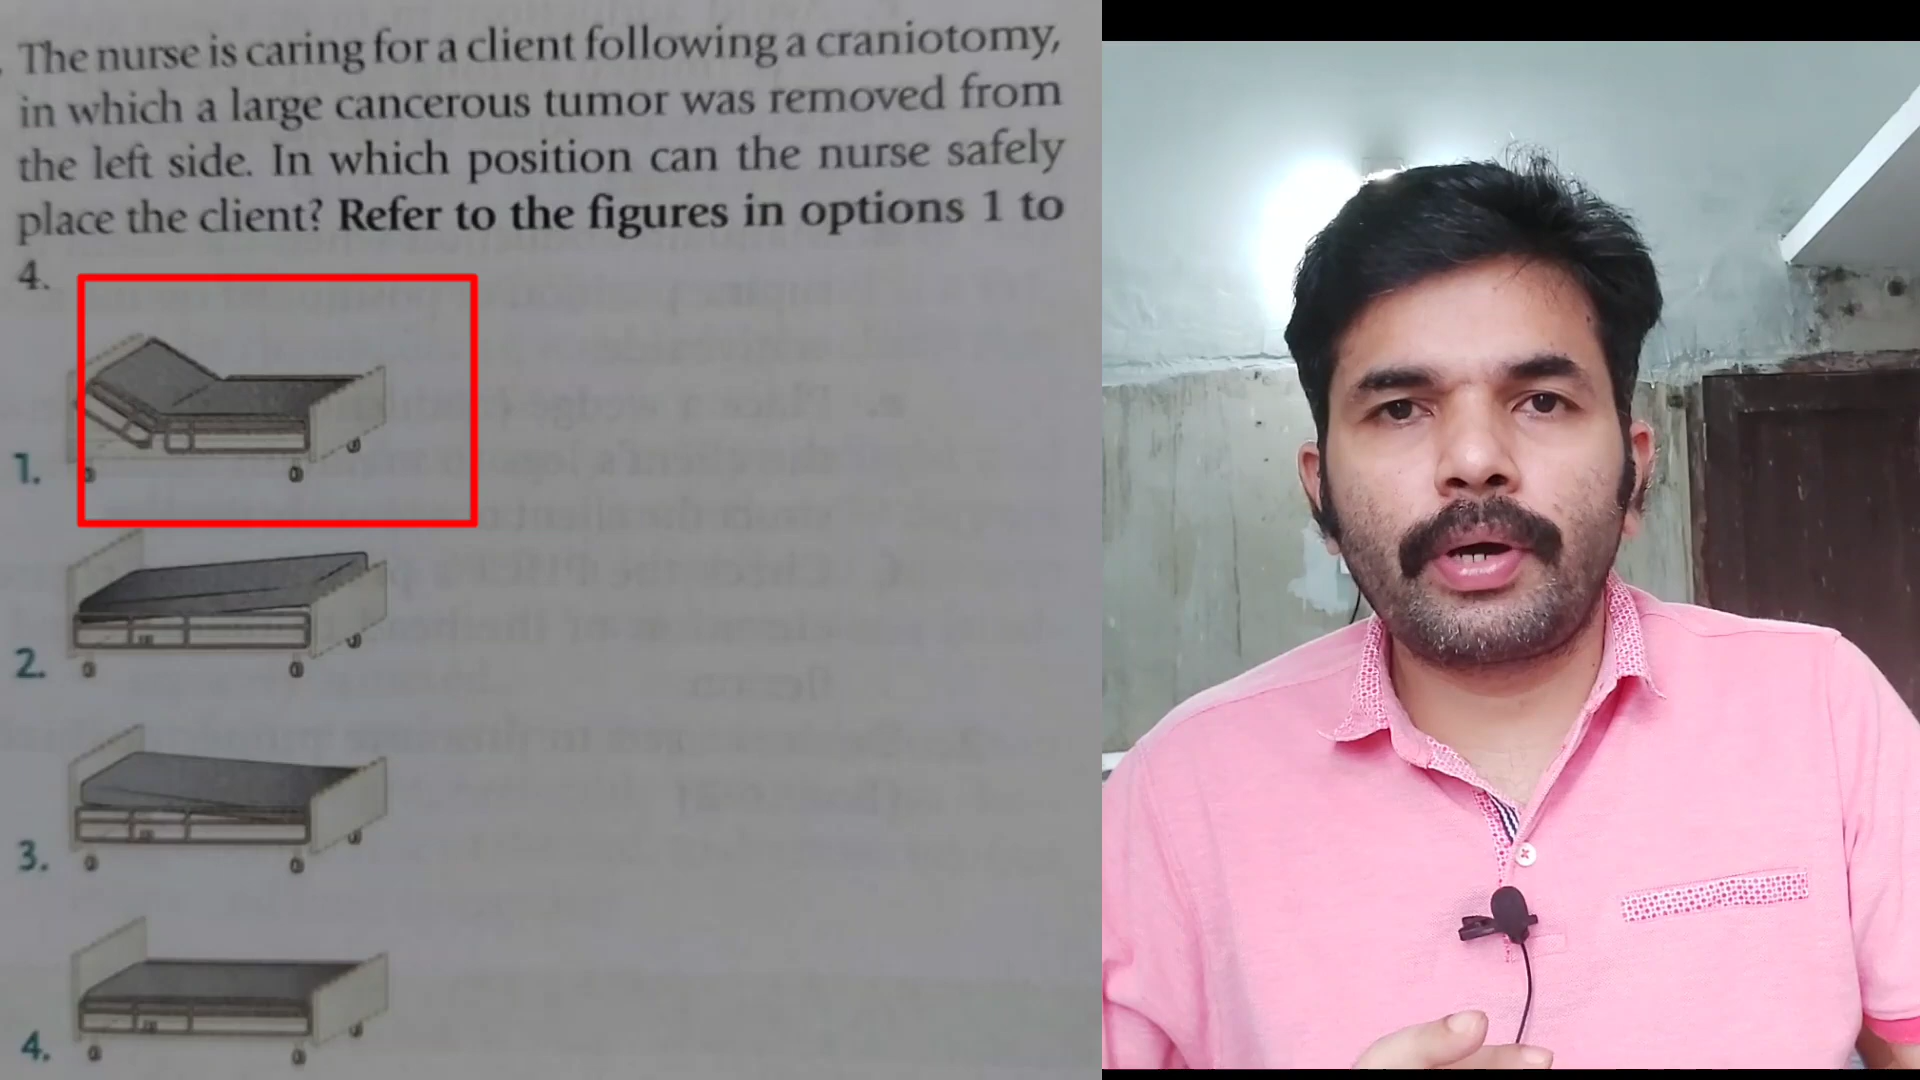 The nurse is caring for a client following a craniotomy,
in which a large cancerous tumor was removed from
the left side. In which position can the nurse safely
place the client? Refer to the figures in options 1 to
4.
1.
2.
3.
4.